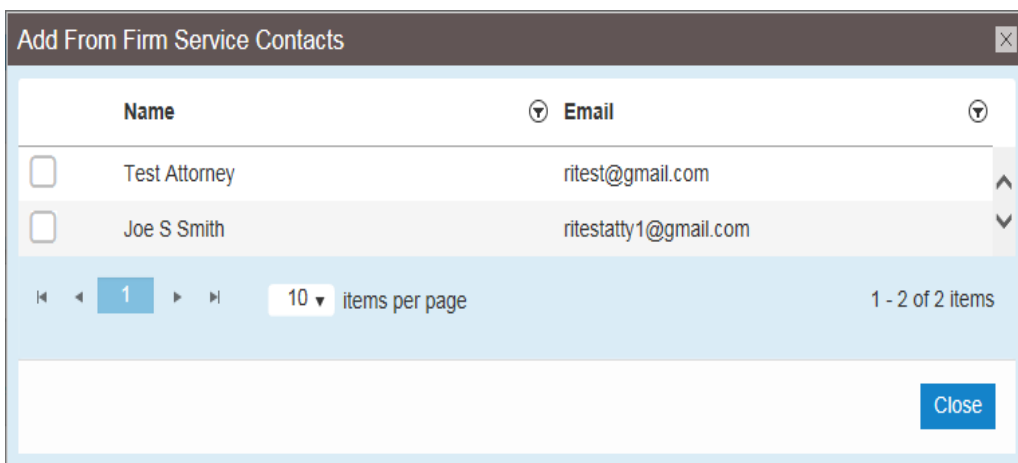 Add From Firm Service Contacts
Name Email
Test Attorney ritest@gmail.com
Joe S Smith ritestatty1@gmail.com
1 10 items per page 1 - 2 of 2 items
Close